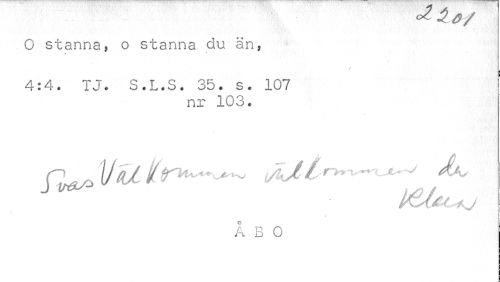 2201
O stanna, o stanna du än,
4:4. TJ. S.L.S. 35. s. 107
nr 103.
Svas Välkommen välkommen du
Klara
ÅBO